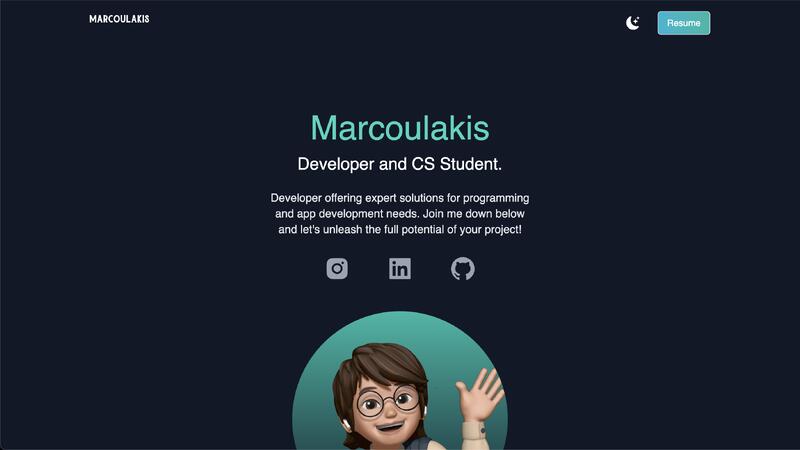 MARCOULAKIS
Resume
Marcoulakis
Developer and CS Student.
Developer offering expert solutions for programming
and app development needs. Join me down below
and let's unleash the full potential of your project!
in